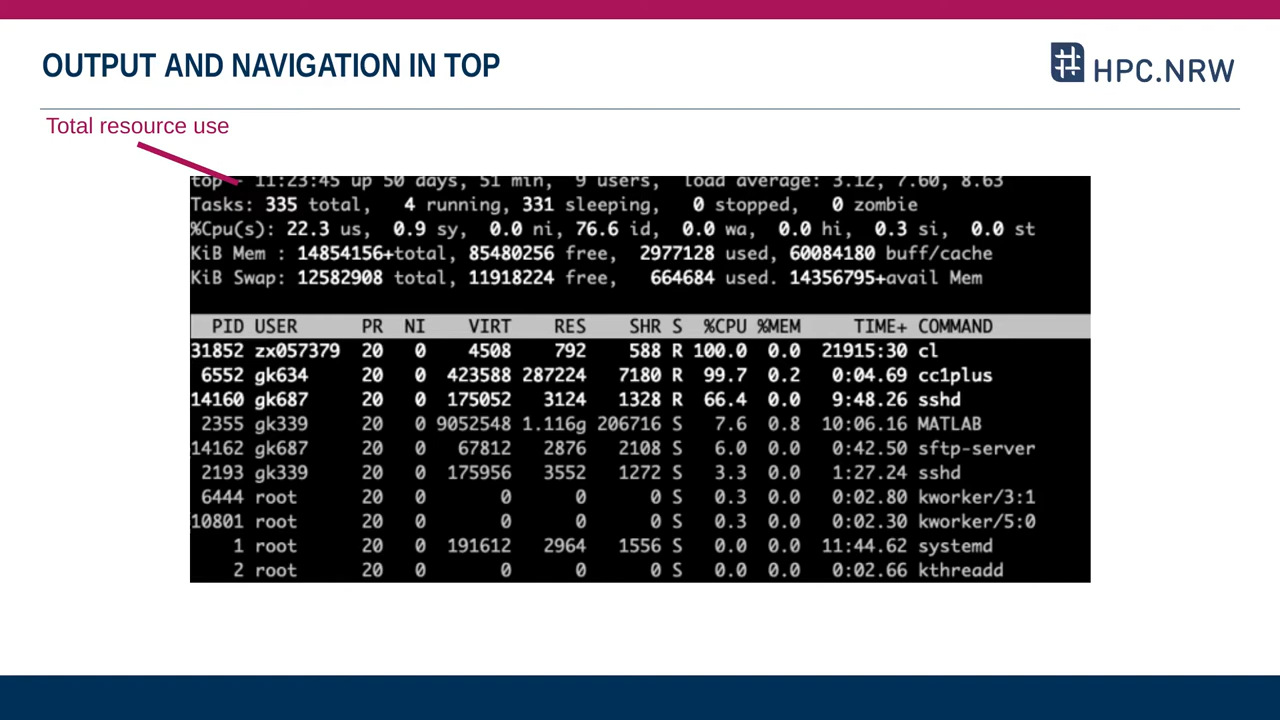 OUTPUT AND NAVIGATION IN TOP
HPC.NRW
Total resource use
top - 11:23:45 up 50 days, 51 min, 9 users, load average: 3.12, 7.60, 8.63
Tasks: 335 total, 4 running, 331 sleeping, 0 stopped, 0 zombie
%Cpu(s): 22.3 us, 0.9 sy, 0.0 ni, 76.6 id, 0.0 wa, 0.0 hi, 0.3 si, 0.0 st
KiB Mem : 14854156+total, 85480256 free, 2977128 used, 60084180 buff/cache
KiB Swap: 12582908 total, 11918224 free, 664684 used. 14356795+avail Mem
PID USER PR NI VIRT RES SHR S %CPU %MEM TIME+ COMMAND
31852 zx057379 20 0 4508 792 588 R 100.0 0.0 21915:30 cl
6552 gk634 20 0 423588 287224 7180 R 99.7 0.2 0:04.69 cc1plus
14160 gk687 20 0 175052 3124 1328 R 66.4 0.0 9:48.26 sshd
2355 gk339 20 0 9052548 1.116g 206716 S 7.6 0.8 10:06.16 MATLAB
14162 gk687 20 0 67812 2876 2108 S 6.0 0.0 0:42.50 sftp-server
2193 gk339 20 0 175956 3552 1272 S 3.3 0.0 1:27.24 sshd
6444 root 20 0 0 0 0 S 0.3 0.0 0:02.80 kworker/3:1
10801 root 20 0 0 0 0 S 0.3 0.0 0:02.30 kworker/5:0
1 root 20 0 191612 2964 1556 S 0.0 0.0 11:44.62 systemd
2 root 20 0 0 0 0 S 0.0 0.0 0:02.66 kthreadd